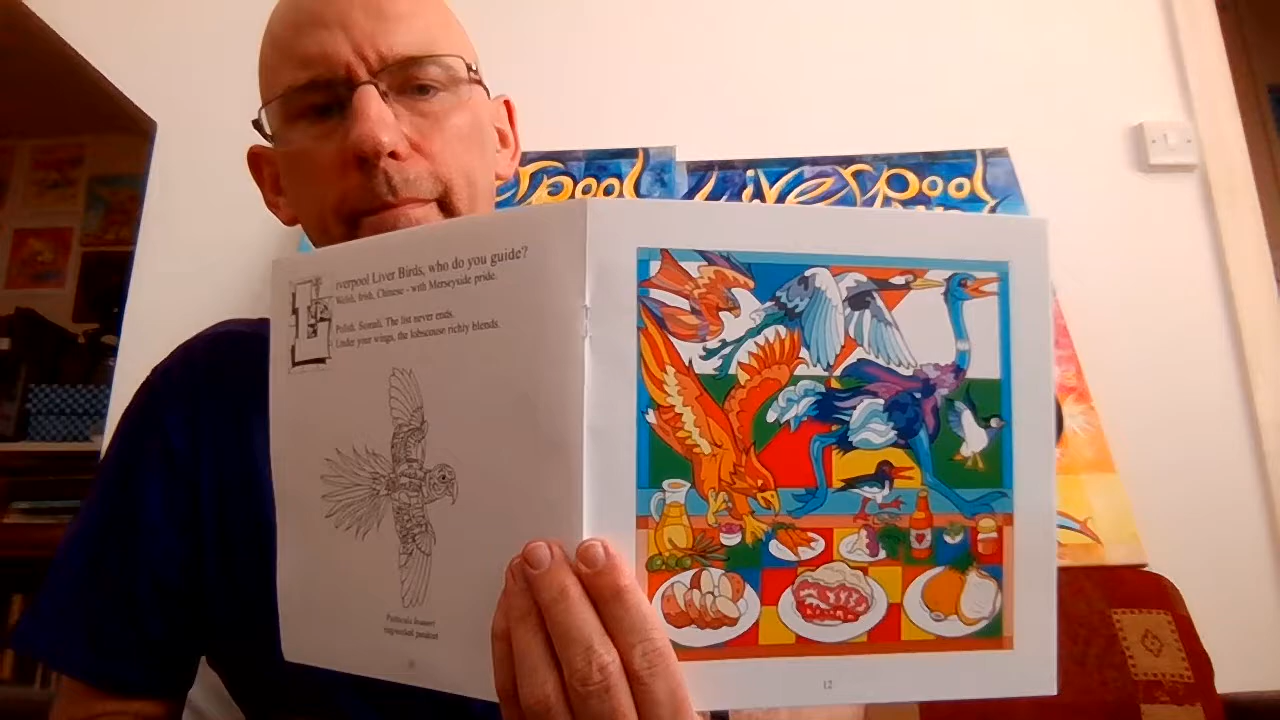 erpool
Liverpool
Liverpool Liver Birds, who do you guide?
Welsh, Irish, Chinese - with Merseyside pride.
Polish, Somali. The list never ends.
Under your wings, the lobscouse richly blends.
12